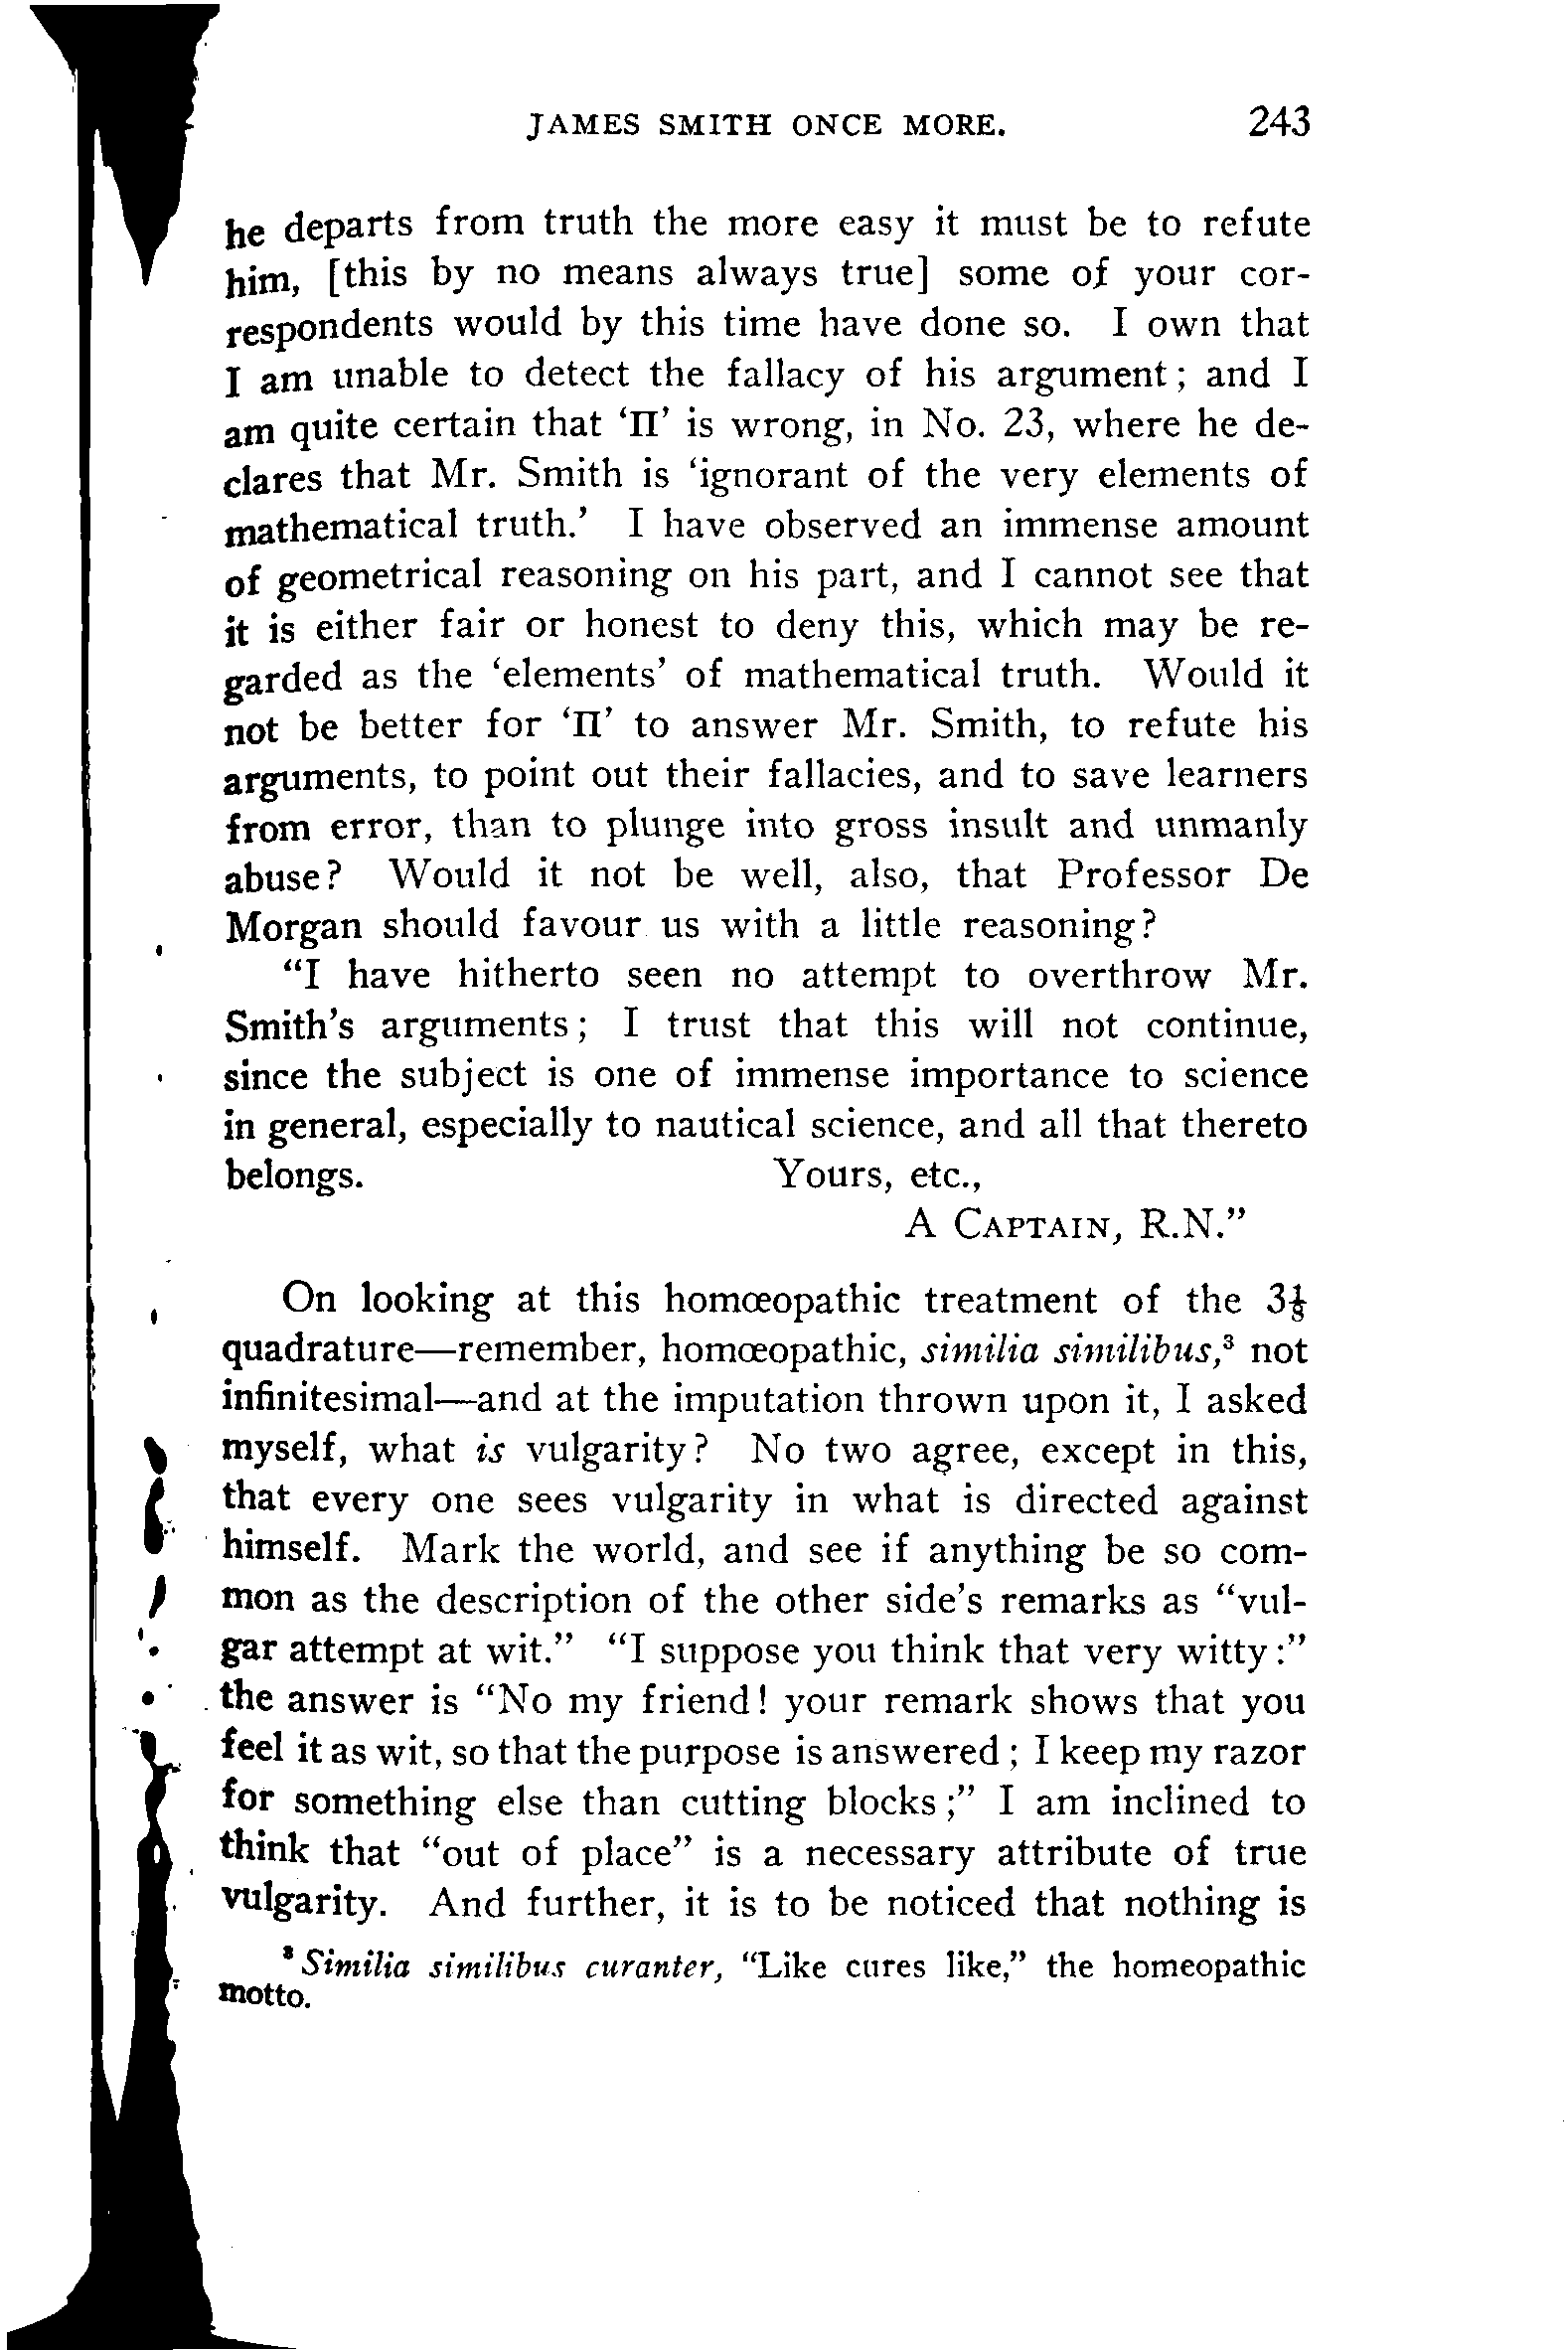 JAMES SMITH ONCE MORE. 243
he departs from truth the more easy it must be to refute
him, [this by no means always true] some of your cor-
respondents would by this time have done so. I own that
I am unable to detect the fallacy of his argument; and I
am quite certain that ‘Π’ is wrong, in No. 23, where he de-
clares that Mr. Smith is ‘ignorant of the very elements of
mathematical truth.’ I have observed an immense amount
of geometrical reasoning on his part, and I cannot see that
it is either fair or honest to deny this, which may be re-
garded as the ‘elements’ of mathematical truth. Would it
not be better for ‘Π’ to answer Mr. Smith, to refute his
arguments, to point out their fallacies, and to save learners
from error, than to plunge into gross insult and unmanly
abuse? Would it not be well, also, that Professor De
Morgan should favour us with a little reasoning?
“I have hitherto seen no attempt to overthrow Mr.
Smith’s arguments; I trust that this will not continue,
since the subject is one of immense importance to science
in general, especially to nautical science, and all that thereto
belongs. Yours, etc.,
A CAPTAIN, R.N.”
On looking at this homœopathic treatment of the 3⅛
quadrature—remember, homœopathic, similia similibus,³ not
infinitesimal—and at the imputation thrown upon it, I asked
myself, what is vulgarity? No two agree, except in this,
that every one sees vulgarity in what is directed against
himself. Mark the world, and see if anything be so com-
mon as the description of the other side’s remarks as “vul-
gar attempt at wit.” “I suppose you think that very witty:”
the answer is “No my friend! your remark shows that you
feel it as wit, so that the purpose is answered; I keep my razor
for something else than cutting blocks;” I am inclined to
think that “out of place” is a necessary attribute of true
vulgarity. And further, it is to be noticed that nothing is
³ Similia similibus curanter, “Like cures like,” the homeopathic
motto.